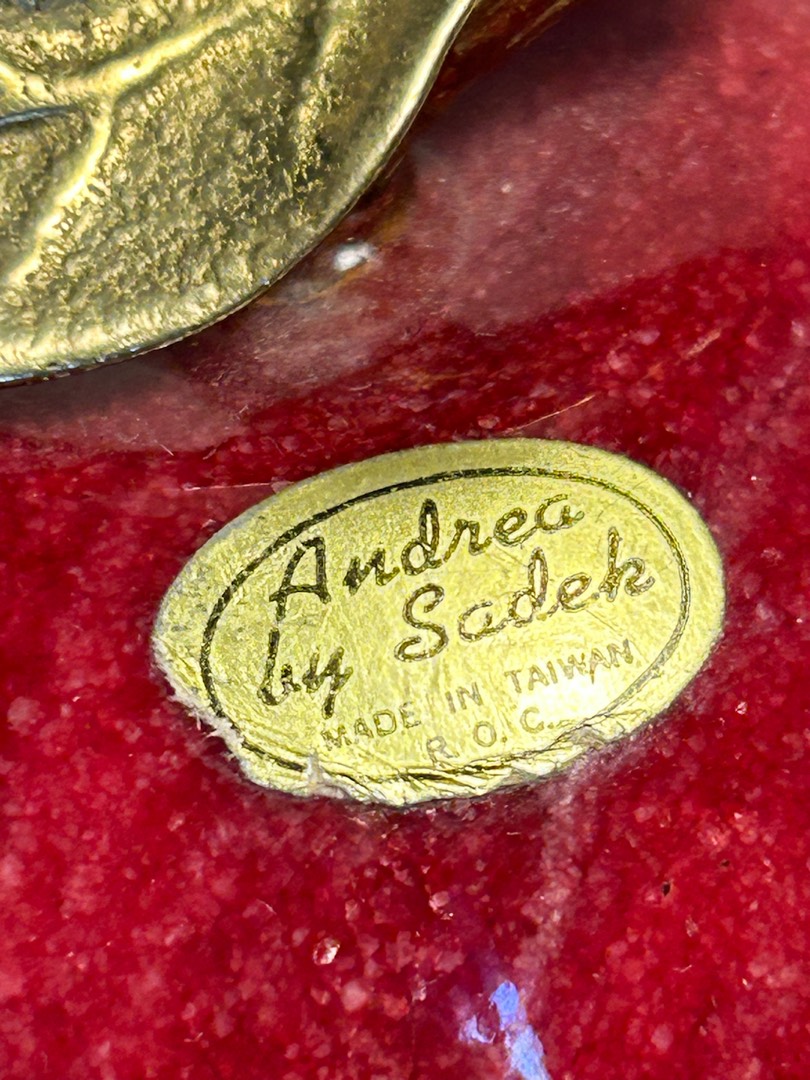 Andrea
by Sadek
MADE IN TAIWAN
R. O. C.